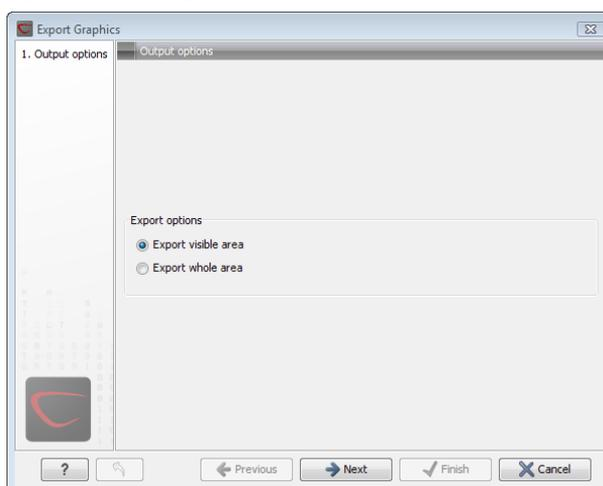 Export Graphics
1. Output options
Output options
Export options
Export visible area
Export whole area
?
Previous
Next
Finish
Cancel